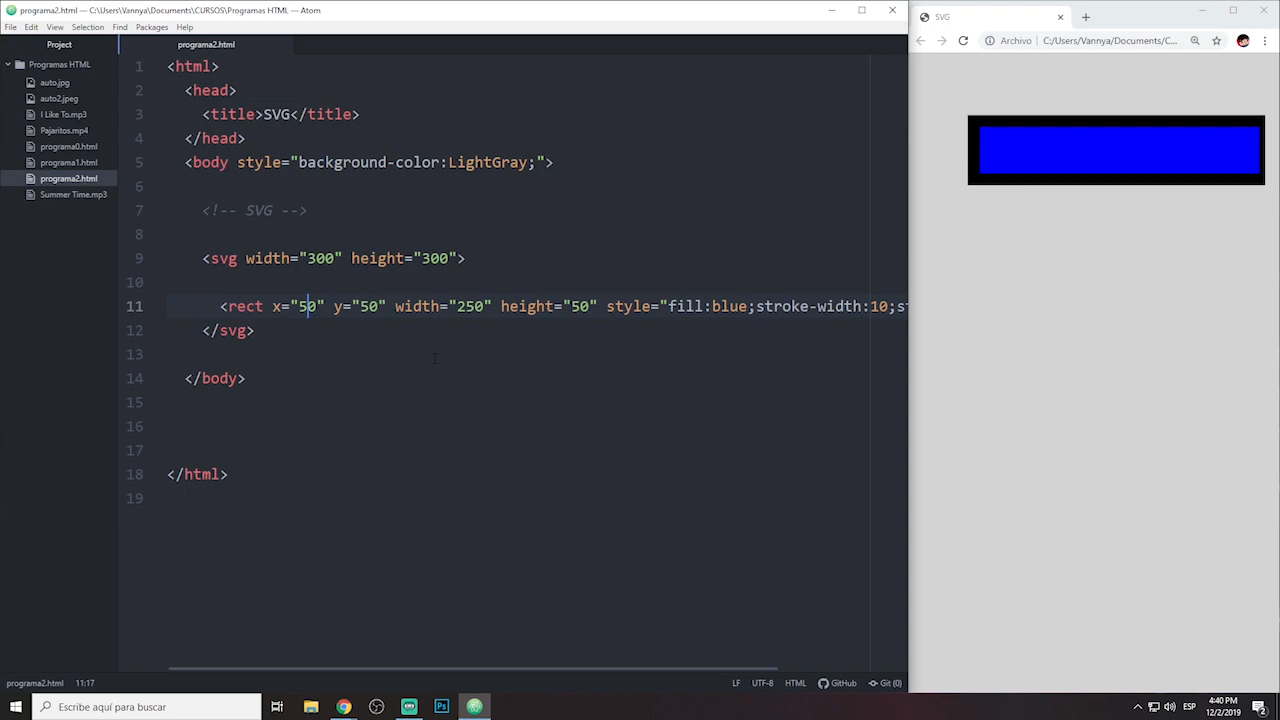 programa2.html — C:\Users\Vannya\Documents\CURSOS\Programas HTML — Atom
File Edit View Selection Find Packages Help
Project
Programas HTML
auto.jpg
auto2.jpeg
I Like To.mp3
Pajaritos.mp4
programa0.html
programa1.html
programa2.html
Summer Time.mp3
programa2.html
1 <html>
2 <head>
3 <title>SVG</title>
4 </head>
5 <body style="background-color:LightGray;">
6
7 <!-- SVG -->
8
9 <svg width="300" height="300">
10
11 <rect x="50" y="50" width="250" height="50" style="fill:blue;stroke-width:10;s
12 </svg>
13
14 </body>
15
16
17
18 </html>
19
programa2.html 11:17
LF UTF-8 HTML GitHub Git (0)
SVG
Archivo C:/Users/Vannya/Documents/C...
Escribe aquí para buscar
ESP
4:40 PM
12/2/2019
2